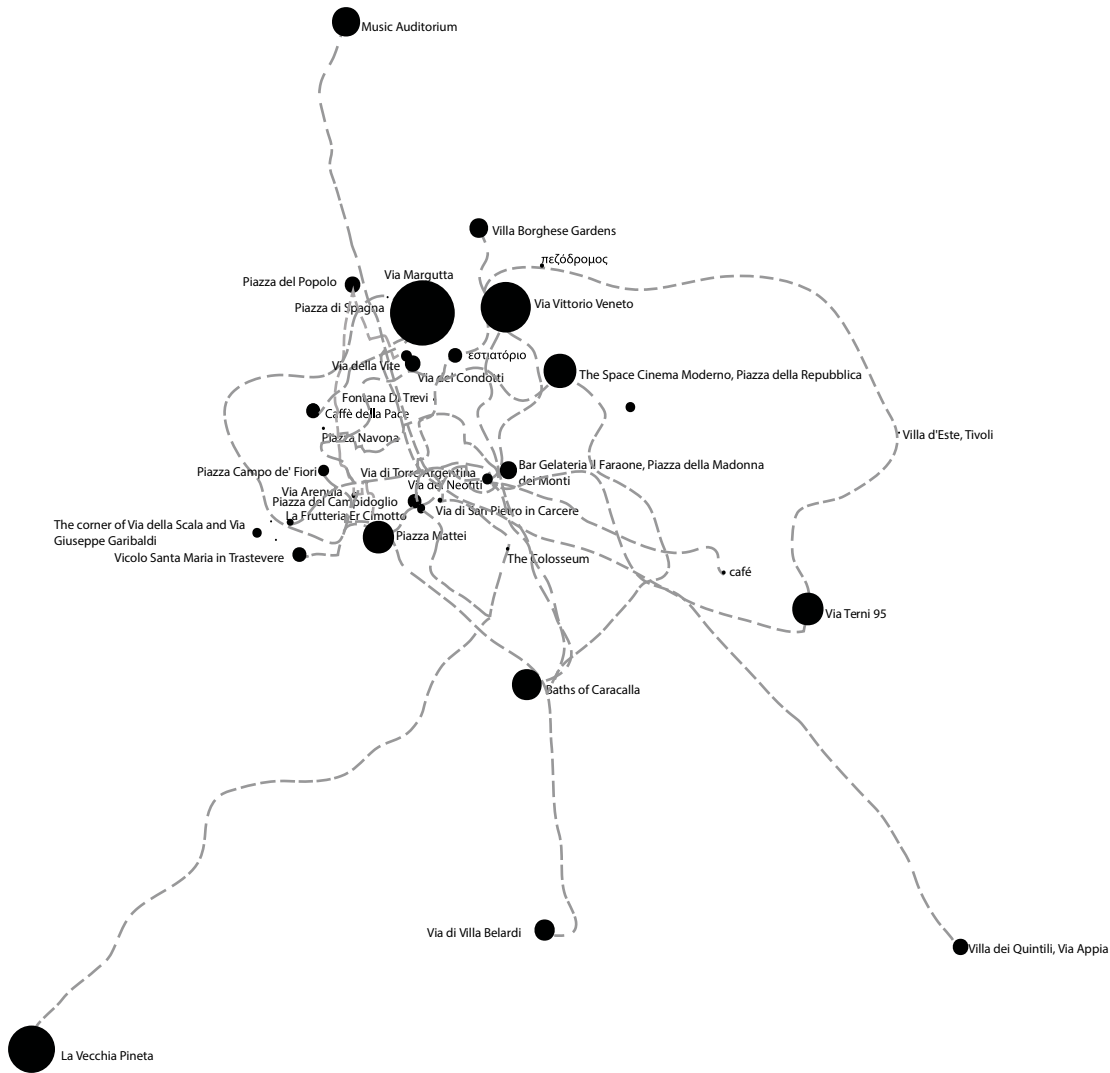 Music Auditorium
Villa Borghese Gardens
πεζόδρομος
Via Margutta
Piazza del Popolo
Piazza di Spagna
Via Vittorio Veneto
εστιατόριο
Via della Vite
Via dei Condotti
The Space Cinema Moderno, Piazza della Repubblica
Fontana Di Trevi
Caffè della Pace
Piazza Navona
Villa d'Este, Tivoli
Piazza Campo de' Fiori
Via di Torre Argentina
Bar Gelateria Il Faraone, Piazza della Madonna
dei Monti
Via dei Neofiti
Via Arenula
Piazza del Campidoglio
Via di San Pietro in Carcere
La Frutteria Er Cimotto
The corner of Via della Scala and Via
Giuseppe Garibaldi
Piazza Mattei
Vicolo Santa Maria in Trastevere
The Colosseum
café
Via Terni 95
Baths of Caracalla
Via di Villa Belardi
Villa dei Quintili, Via Appia
La Vecchia Pineta